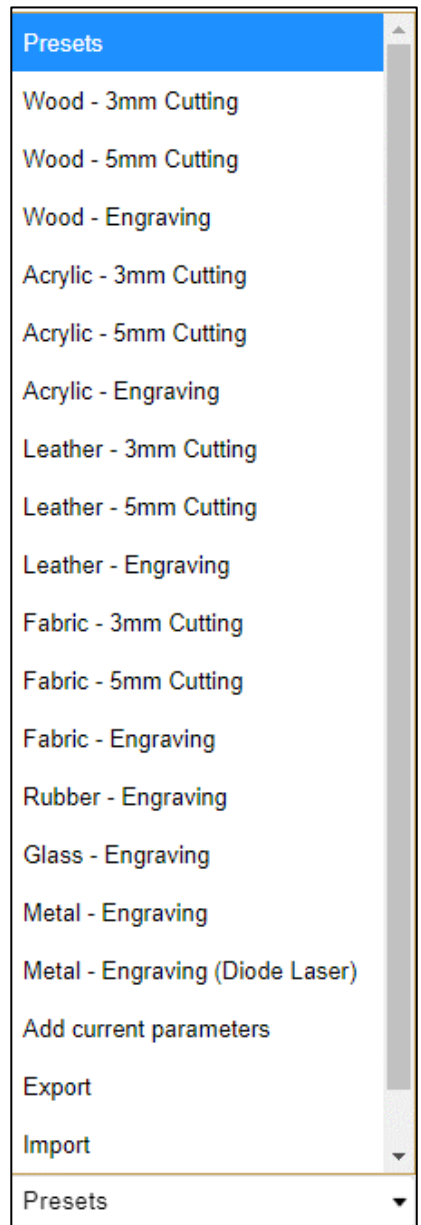 Presets
Wood - 3mm Cutting
Wood - 5mm Cutting
Wood - Engraving
Acrylic - 3mm Cutting
Acrylic - 5mm Cutting
Acrylic - Engraving
Leather - 3mm Cutting
Leather - 5mm Cutting
Leather - Engraving
Fabric - 3mm Cutting
Fabric - 5mm Cutting
Fabric - Engraving
Rubber - Engraving
Glass - Engraving
Metal - Engraving
Metal - Engraving (Diode Laser)
Add current parameters
Export
Import
Presets